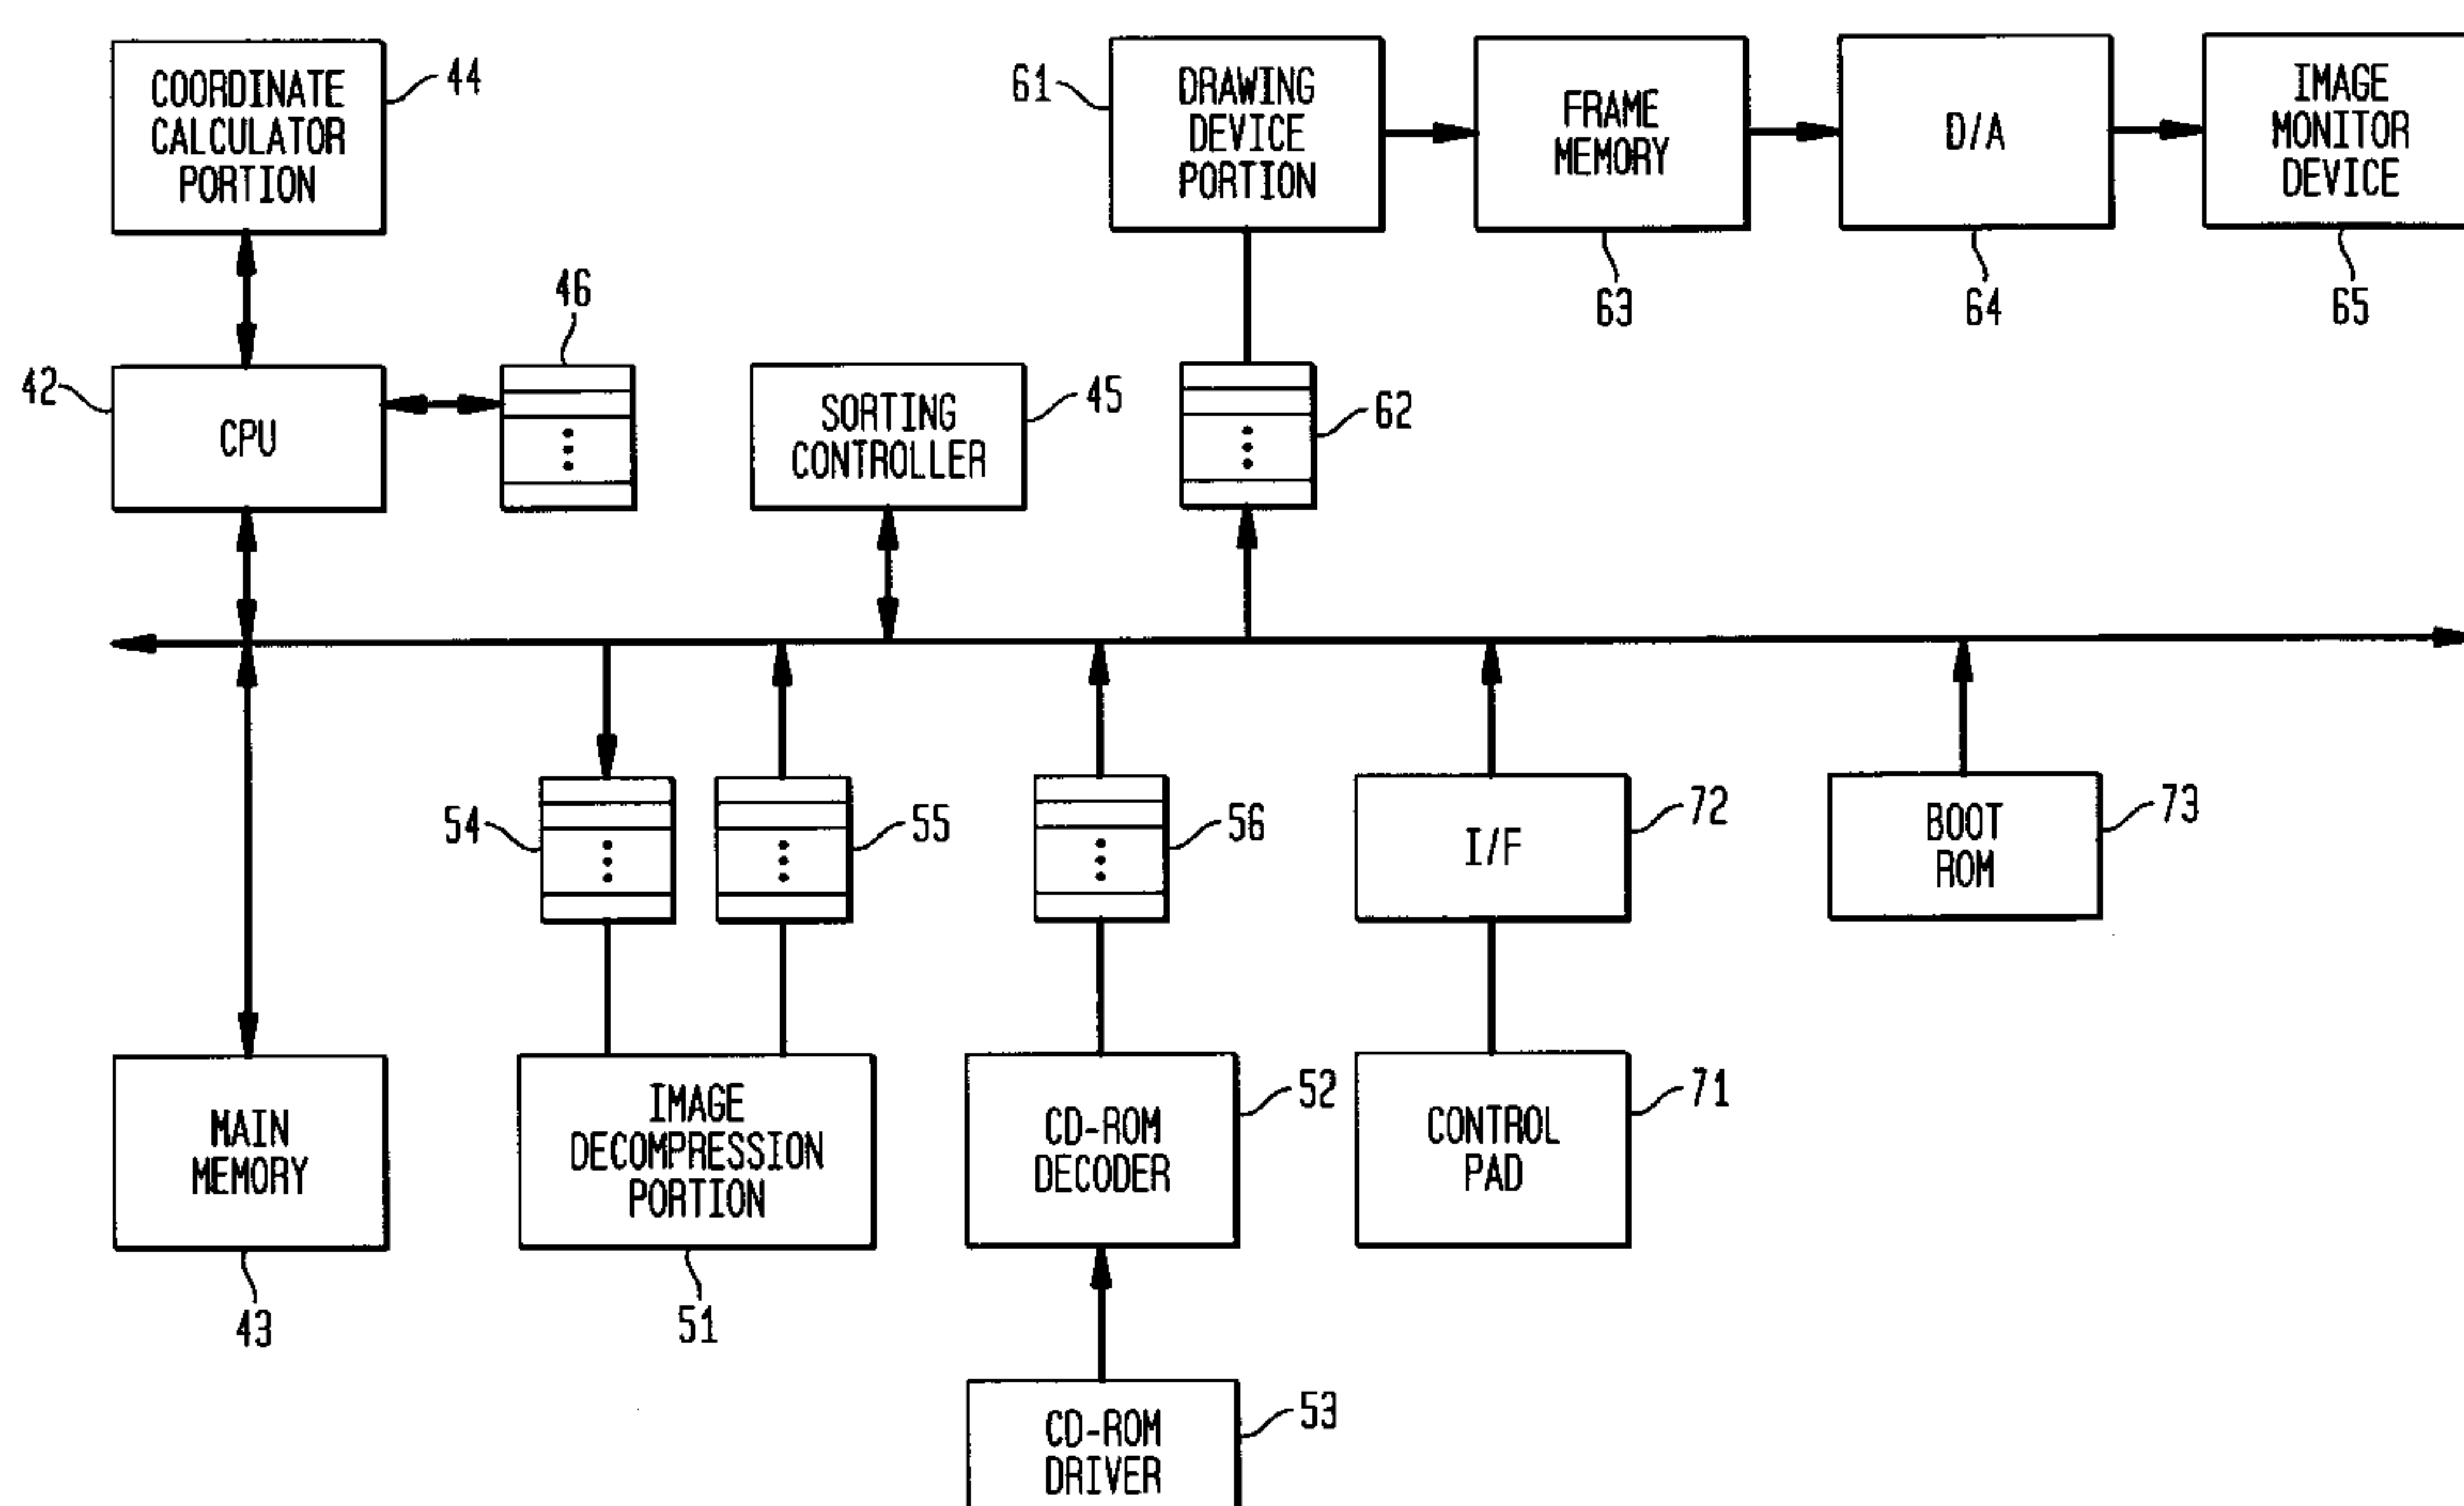 COORDINATE
CALCULATOR
PORTION
44
61
DRAWING
DEVICE
PORTION
FRAME
MEMORY
63
D/A
64
IMAGE
MONITOR
DEVICE
65
42
CPU
46
SORTING
CONTROLLER
45
62
54
55
56
I/F
72
BOOT
ROM
73
MAIN
MEMORY
43
IMAGE
DECOMPRESSION
PORTION
51
CD-ROM
DECODER
52
CONTROL
PAD
71
CD-ROM
DRIVER
53